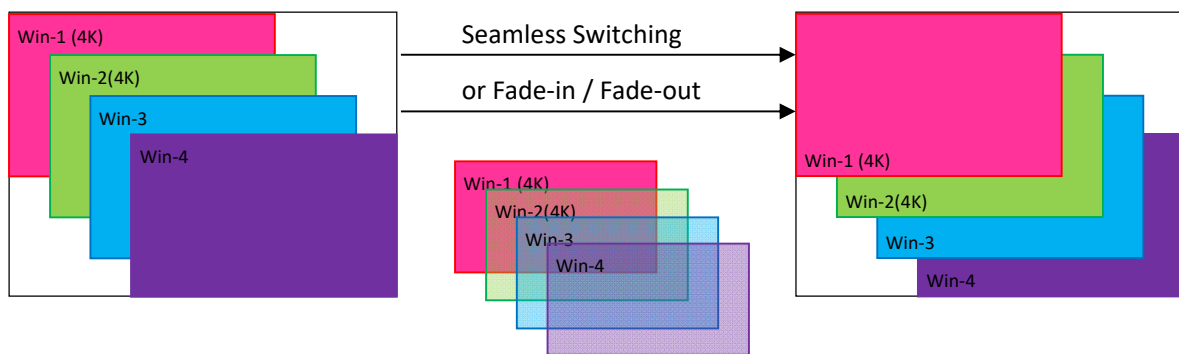 Win-1 (4K)
Win-2(4K)
Win-3
Win-4
Seamless Switching
or Fade-in / Fade-out
Win-1 (4K)
Win-2(4K)
Win-3
Win-4
Win-1 (4K)
Win-2(4K)
Win-3
Win-4